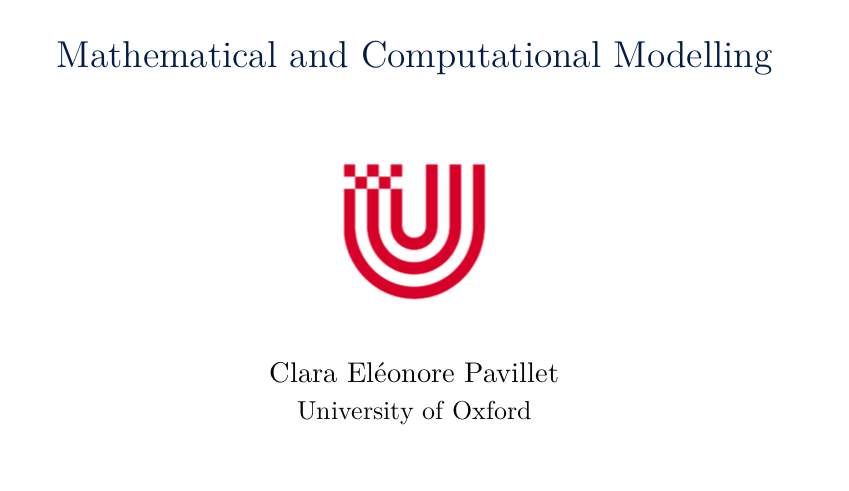 Mathematical and Computational Modelling
Clara Eléonore Pavillet
University of Oxford